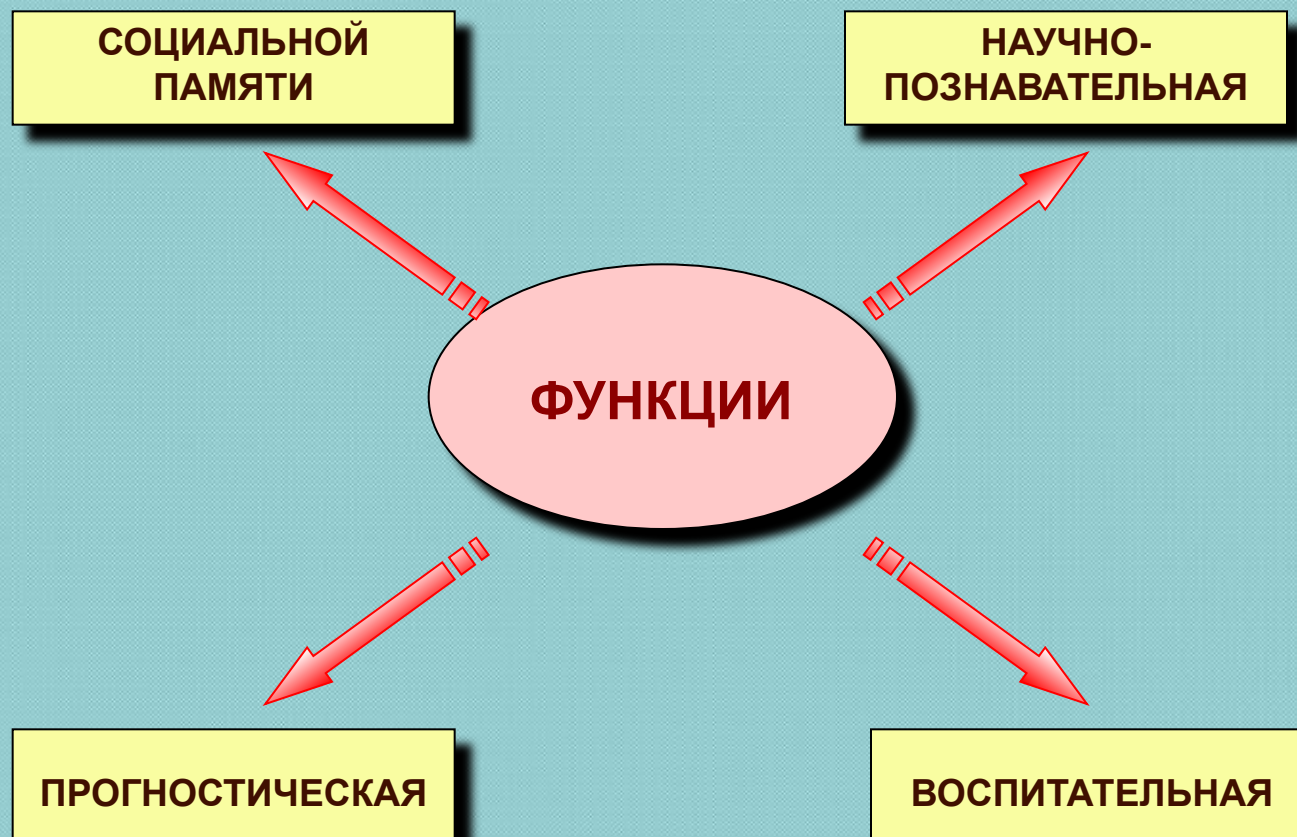 СОЦИАЛЬНОЙ
ПАМЯТИ
НАУЧНО-
ПОЗНАВАТЕЛЬНАЯ
ФУНКЦИИ
ПРОГНОСТИЧЕСКАЯ
ВОСПИТАТЕЛЬНАЯ